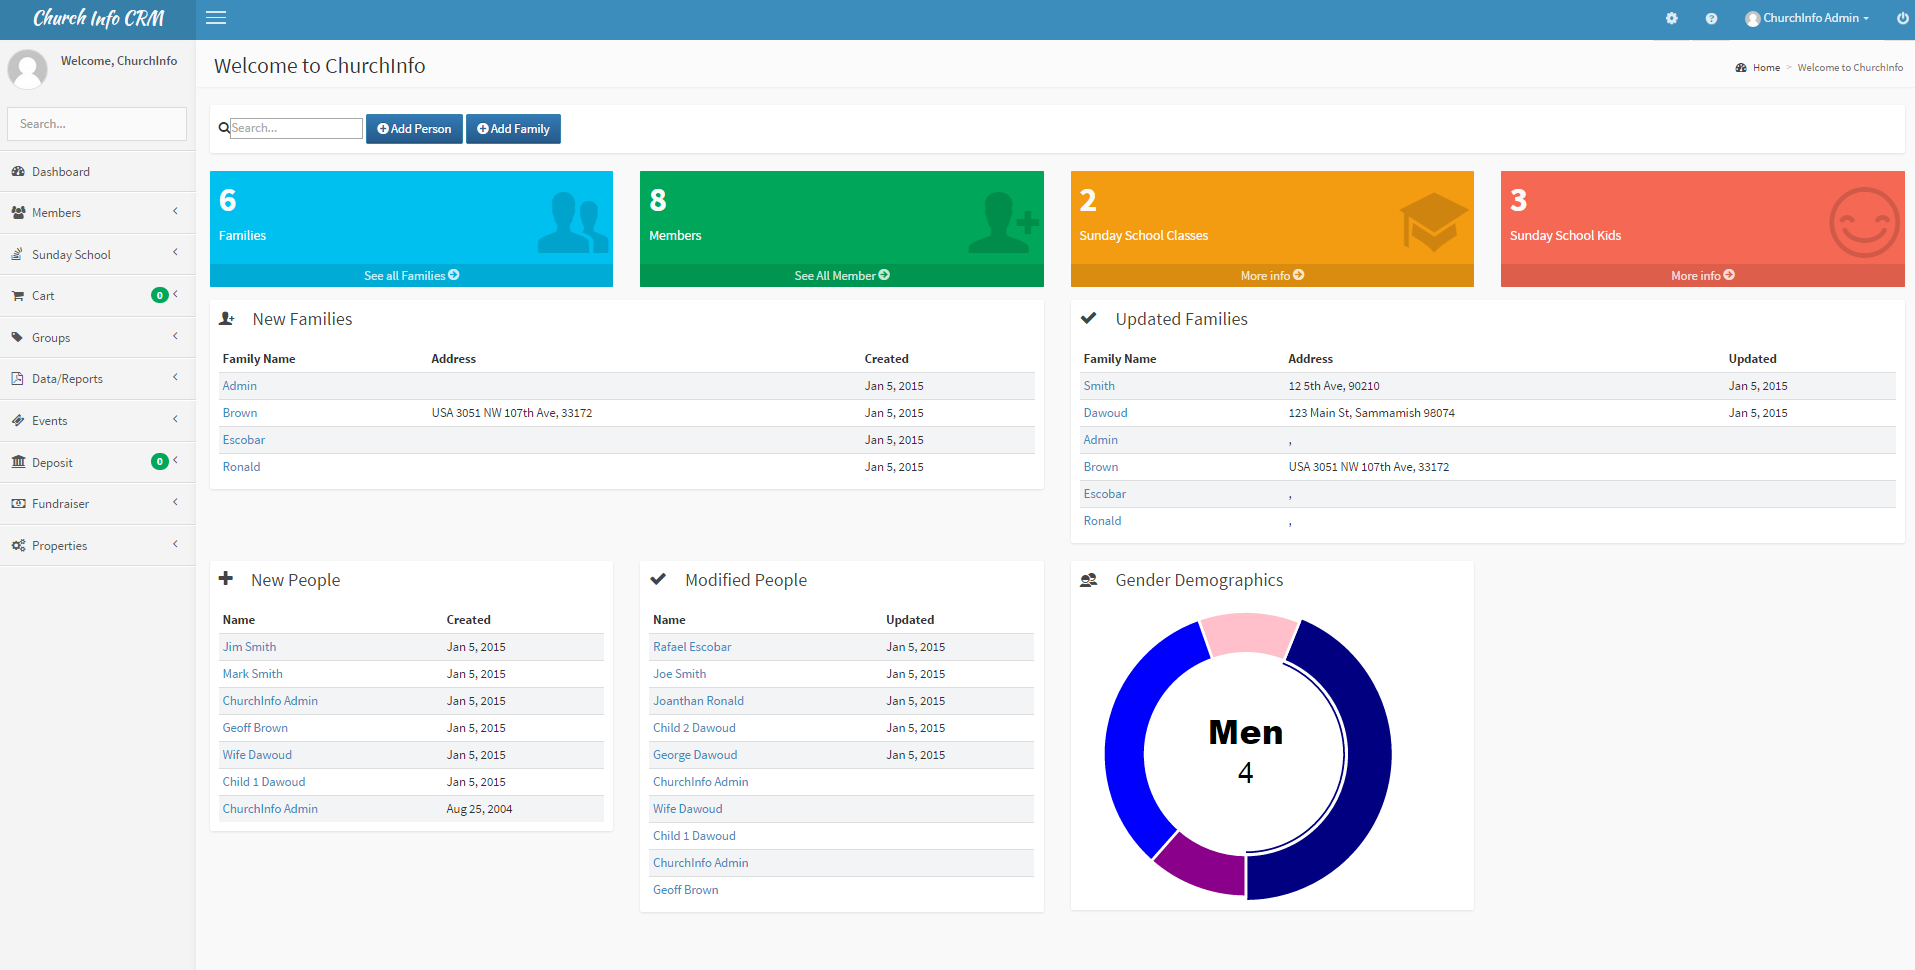 Church Info CRM
ChurchInfo Admin
Welcome, ChurchInfo
Search...
Dashboard
Members
Sunday School
Cart 0
Groups
Data/Reports
Events
Deposit 0
Fundraiser
Properties
Welcome to ChurchInfo
Home > Welcome to ChurchInfo
Search... Add Person Add Family
6
Families
See all Families
8
Members
See All Member
2
Sunday School Classes
More info
3
Sunday School Kids
More info
New Families
Family Name Address Created
Admin Jan 5, 2015
Brown USA 3051 NW 107th Ave, 33172 Jan 5, 2015
Escobar Jan 5, 2015
Ronald Jan 5, 2015
Updated Families
Family Name Address Updated
Smith 12 5th Ave, 90210 Jan 5, 2015
Dawoud 123 Main St, Sammamish 98074 Jan 5, 2015
Admin ,
Brown USA 3051 NW 107th Ave, 33172
Escobar ,
Ronald ,
New People
Name Created
Jim Smith Jan 5, 2015
Mark Smith Jan 5, 2015
ChurchInfo Admin Jan 5, 2015
Geoff Brown Jan 5, 2015
Wife Dawoud Jan 5, 2015
Child 1 Dawoud Jan 5, 2015
ChurchInfo Admin Aug 25, 2004
Modified People
Name Updated
Rafael Escobar Jan 5, 2015
Joe Smith Jan 5, 2015
Joanthan Ronald Jan 5, 2015
Child 2 Dawoud Jan 5, 2015
George Dawoud Jan 5, 2015
ChurchInfo Admin
Wife Dawoud
Child 1 Dawoud
ChurchInfo Admin
Geoff Brown
Gender Demographics
Men
4